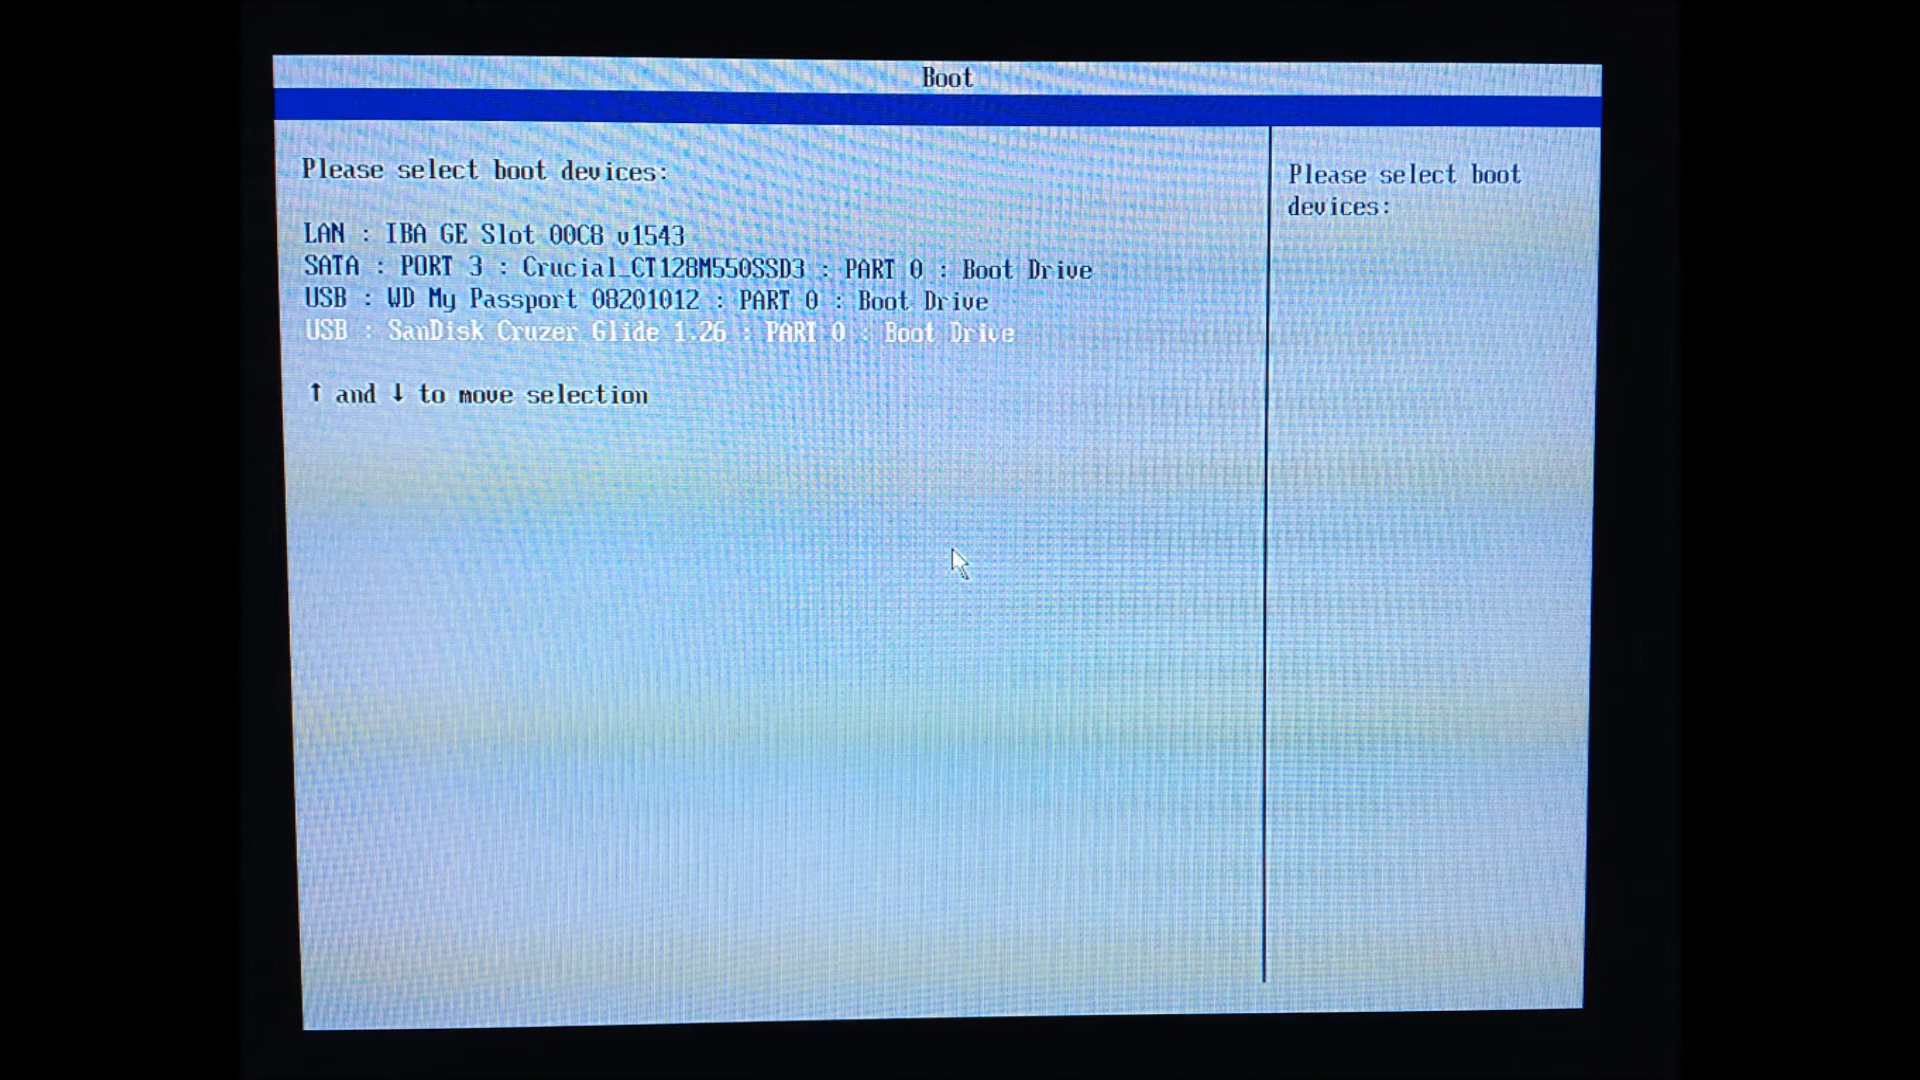 Boot
Please select boot devices:
LAN : IBA GE Slot 00C8 v1543
SATA : PORT 3 : Crucial_CT128M550SSD3 : PART 0 : Boot Drive
USB : WD My Passport 08201012 : PART 0 : Boot Drive
USB : SanDisk Cruzer Glide 1.26 : PART 0 : Boot Drive
↑ and ↓ to move selection
Please select boot
devices: